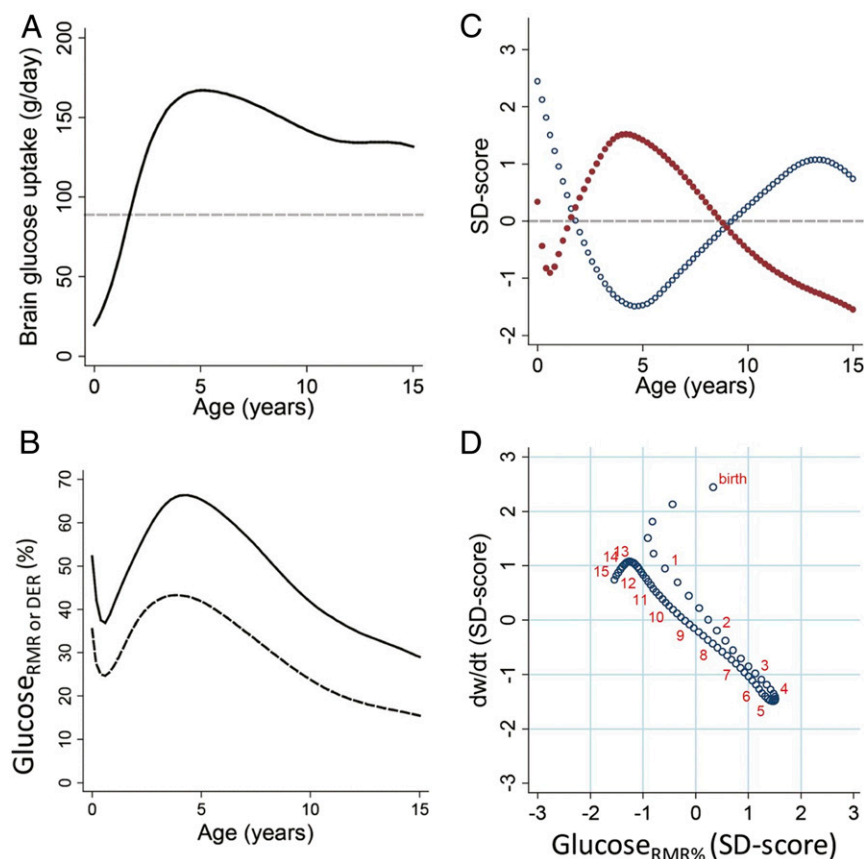 A
Brain glucose uptake (g/day)
200
150
100
50
0
0 5 10 15
Age (years)
C
SD-score
3
2
1
0
-1
-2
0 5 10 15
Age (years)
B
Glucose RMR or DER (%)
70
60
50
40
30
20
10
0
0 5 10 15
Age (years)
D
dw/dt (SD-score)
3
2
1
0
-1
-2
-3
birth
1
2
3
4
5
6
7
8
9
10
11
12
13
14
15
-3 -2 -1 0 1 2 3
Glucose RMR% (SD-score)